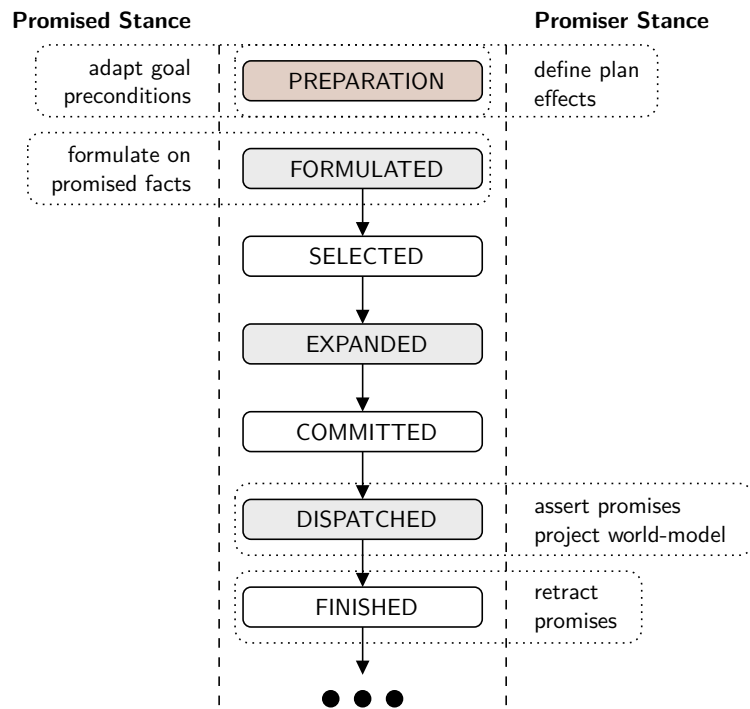 Promised Stance
Promiser Stance
adapt goal
preconditions
PREPARATION
define plan
effects
formulate on
promised facts
FORMULATED
SELECTED
EXPANDED
COMMITTED
DISPATCHED
assert promises
project world-model
FINISHED
retract
promises